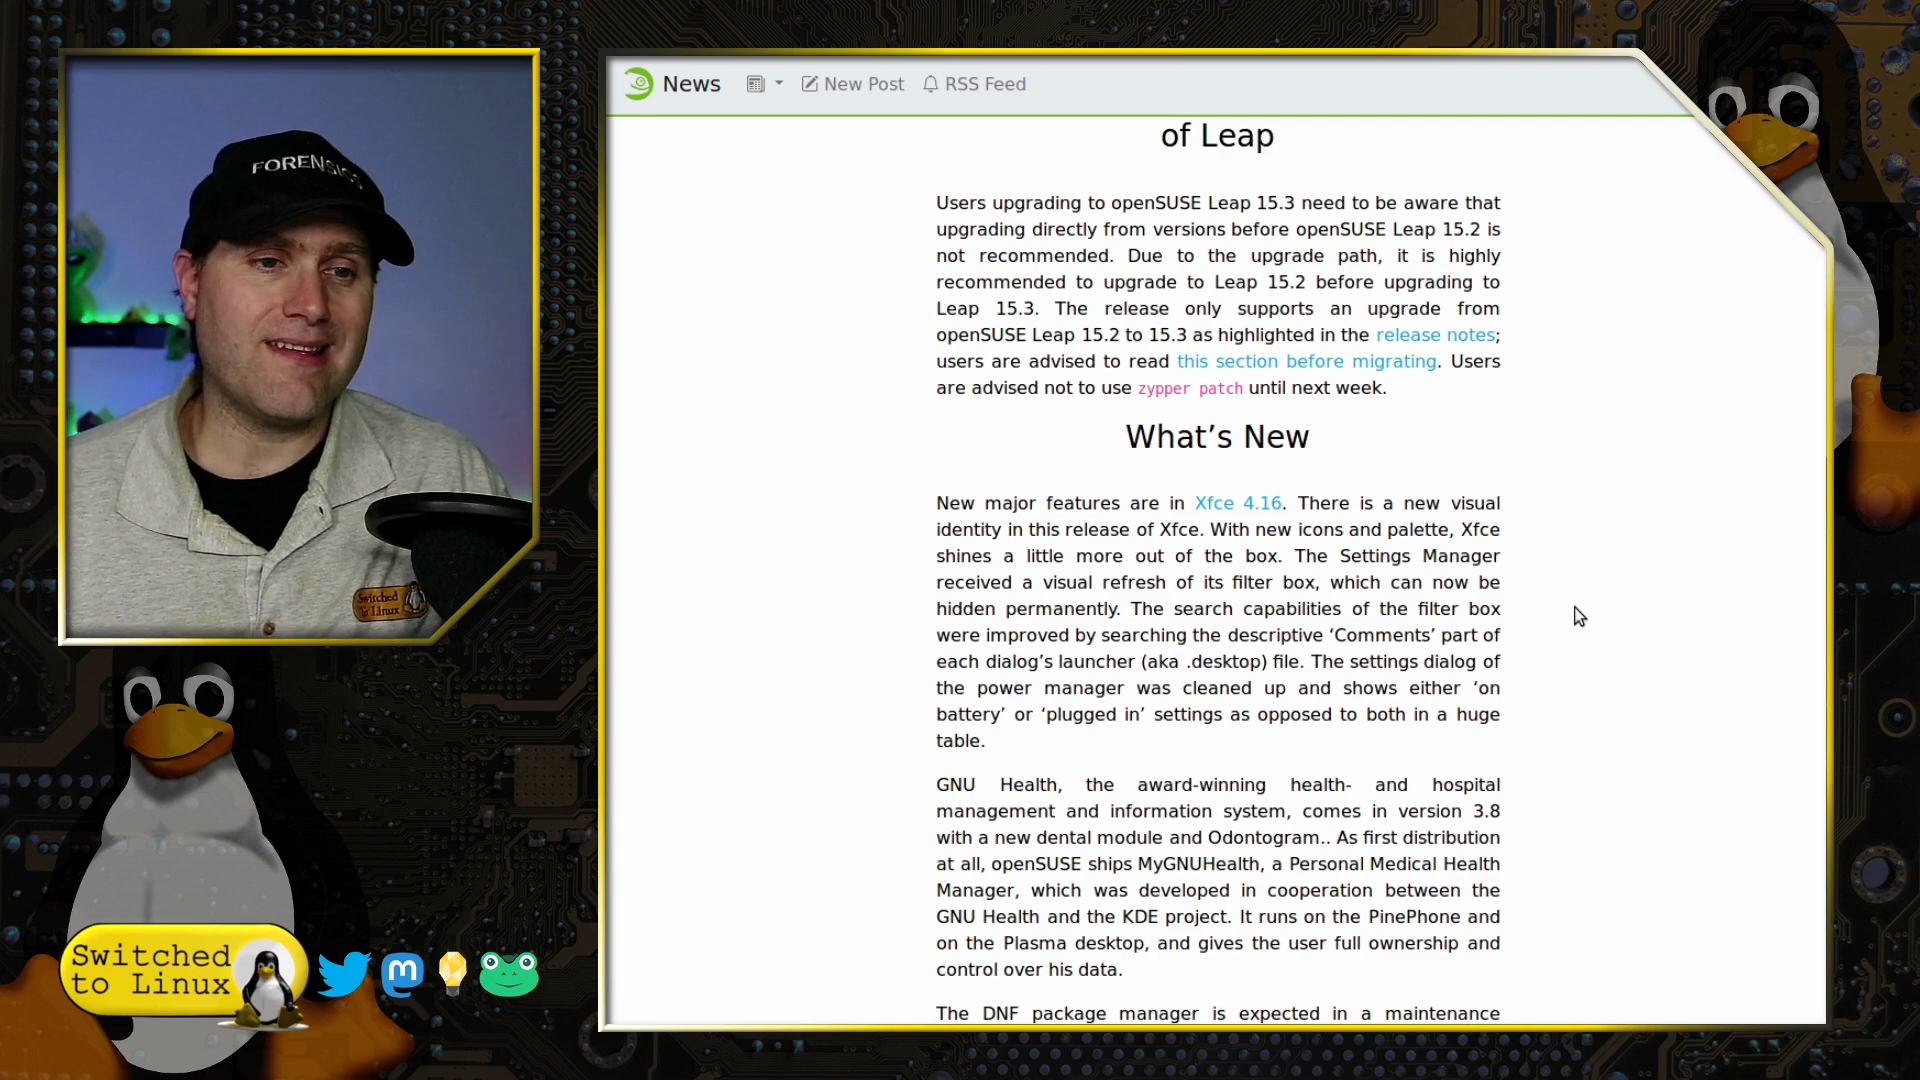 FORENSICS
Switched
To Linux
Switched
to Linux
News
New Post
RSS Feed
of Leap
Users upgrading to openSUSE Leap 15.3 need to be aware that
upgrading directly from versions before openSUSE Leap 15.2 is
not recommended. Due to the upgrade path, it is highly
recommended to upgrade to Leap 15.2 before upgrading to
Leap 15.3. The release only supports an upgrade from
openSUSE Leap 15.2 to 15.3 as highlighted in the release notes;
users are advised to read this section before migrating. Users
are advised not to use zypper patch until next week.
What’s New
New major features are in Xfce 4.16. There is a new visual
identity in this release of Xfce. With new icons and palette, Xfce
shines a little more out of the box. The Settings Manager
received a visual refresh of its filter box, which can now be
hidden permanently. The search capabilities of the filter box
were improved by searching the descriptive ‘Comments’ part of
each dialog’s launcher (aka .desktop) file. The settings dialog of
the power manager was cleaned up and shows either ‘on
battery’ or ‘plugged in’ settings as opposed to both in a huge
table.
GNU Health, the award-winning health- and hospital
management and information system, comes in version 3.8
with a new dental module and Odontogram.. As first distribution
at all, openSUSE ships MyGNUHealth, a Personal Medical Health
Manager, which was developed in cooperation between the
GNU Health and the KDE project. It runs on the PinePhone and
on the Plasma desktop, and gives the user full ownership and
control over his data.
The DNF package manager is expected in a maintenance